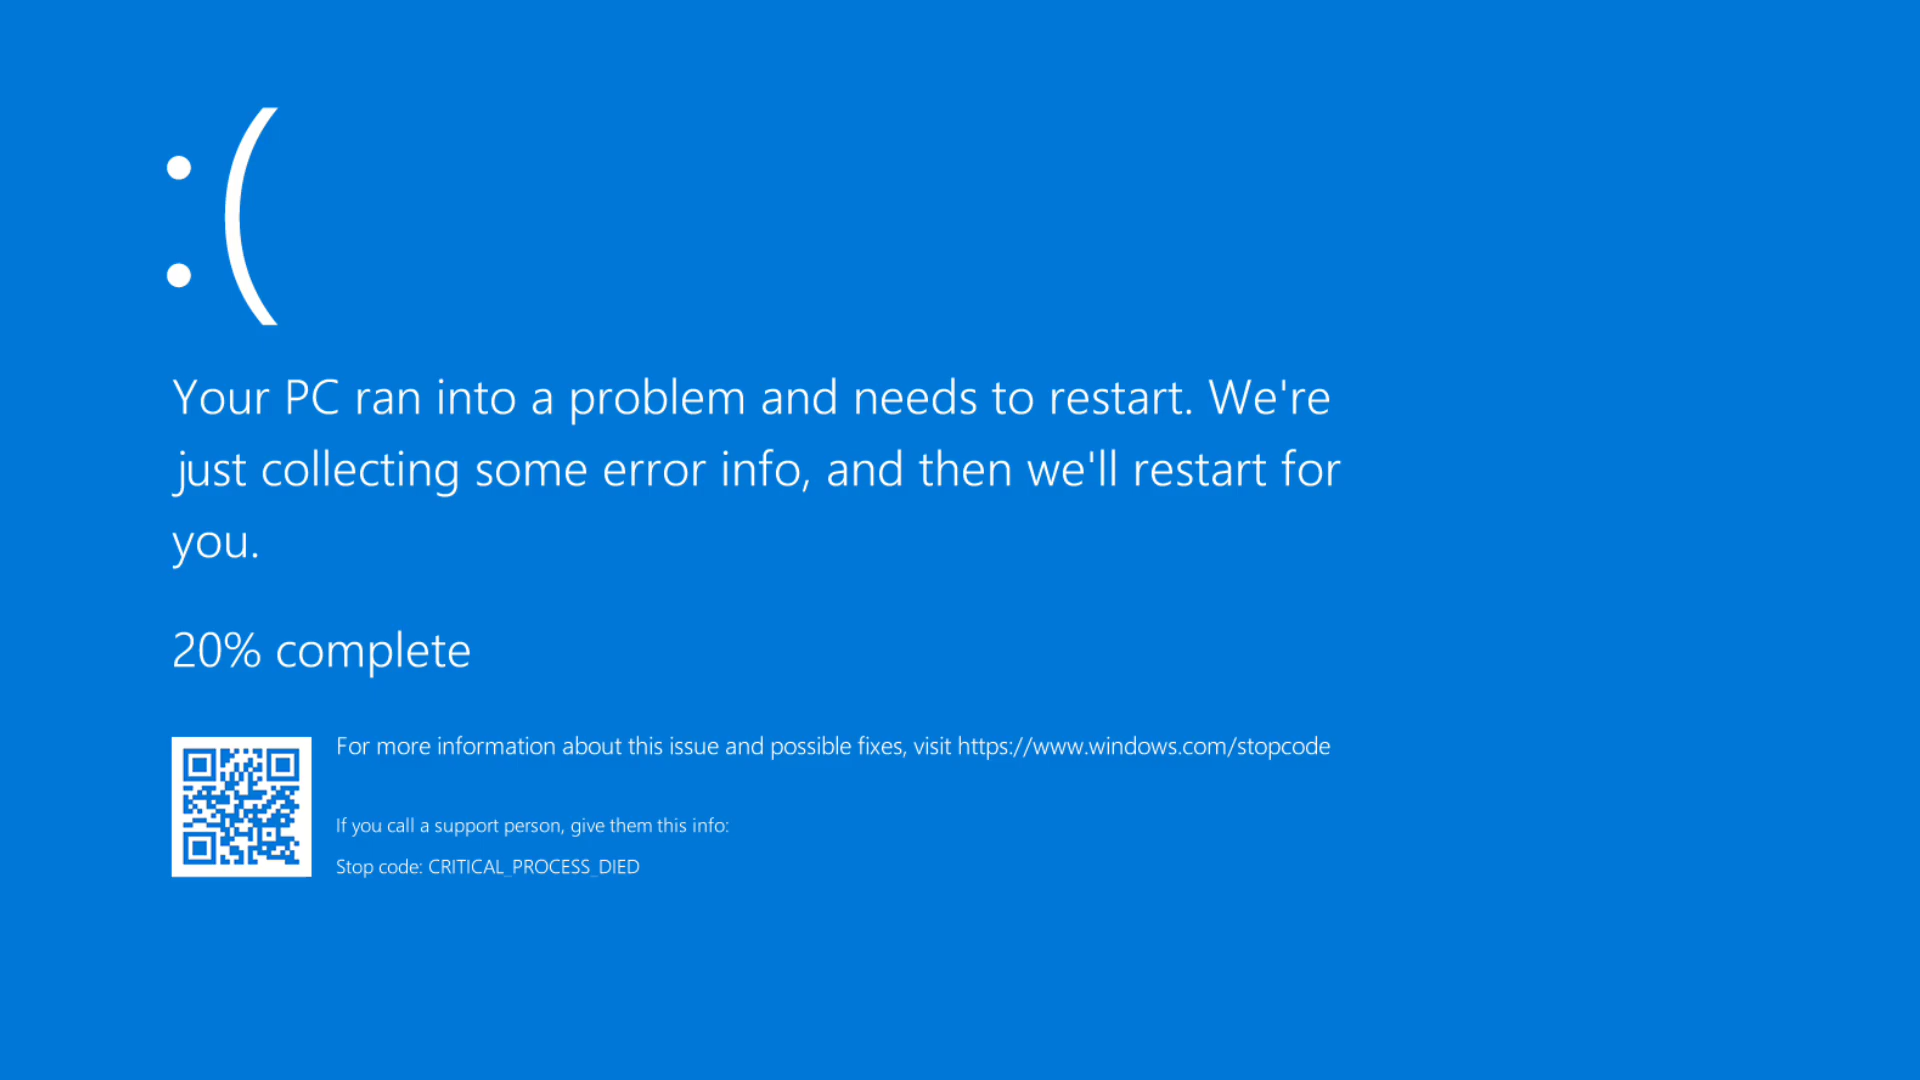 :(
Your PC ran into a problem and needs to restart. We're
just collecting some error info, and then we'll restart for
you.
20% complete
For more information about this issue and possible fixes, visit https://www.windows.com/stopcode
If you call a support person, give them this info:
Stop code: CRITICAL_PROCESS_DIED